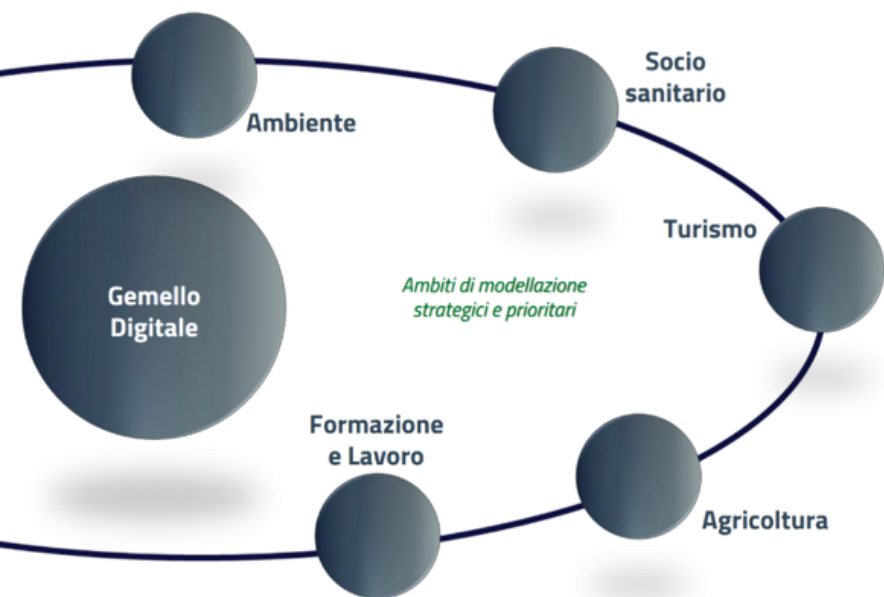 Socio
sanitario
Ambiente
Turismo
Gemello
Digitale
Ambiti di modellazione
strategici e prioritari
Formazione
e Lavoro
Agricoltura